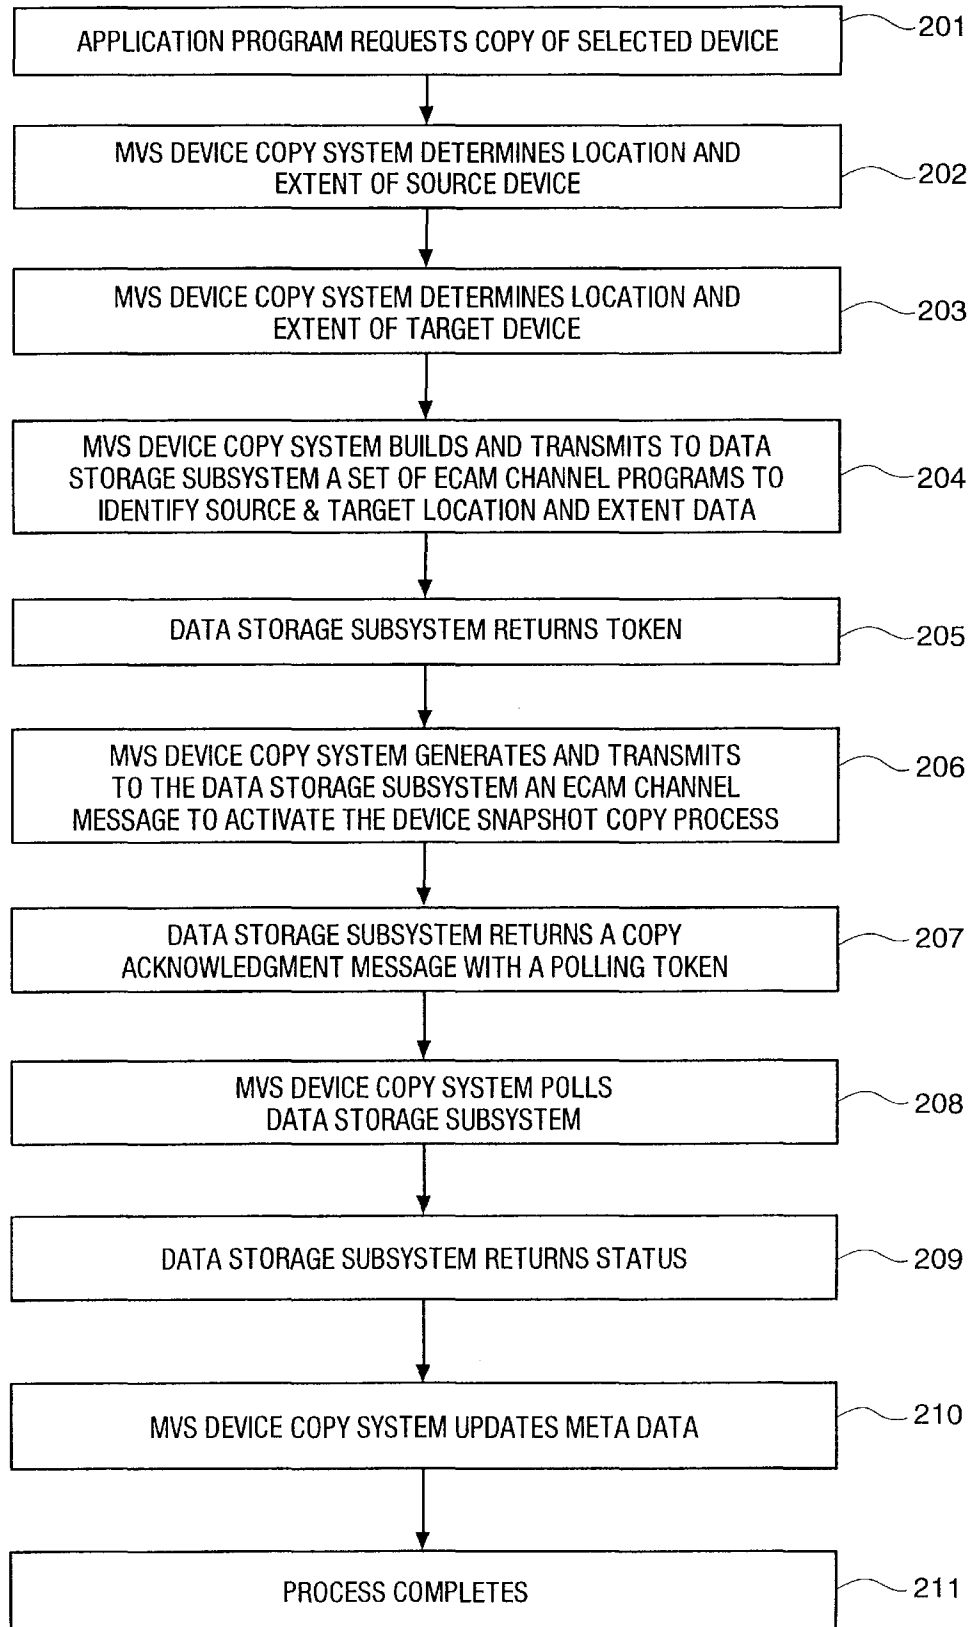 APPLICATION PROGRAM REQUESTS COPY OF SELECTED DEVICE
201
MVS DEVICE COPY SYSTEM DETERMINES LOCATION AND
EXTENT OF SOURCE DEVICE
202
MVS DEVICE COPY SYSTEM DETERMINES LOCATION AND
EXTENT OF TARGET DEVICE
203
MVS DEVICE COPY SYSTEM BUILDS AND TRANSMITS TO DATA
STORAGE SUBSYSTEM A SET OF ECAM CHANNEL PROGRAMS TO
IDENTIFY SOURCE & TARGET LOCATION AND EXTENT DATA
204
DATA STORAGE SUBSYSTEM RETURNS TOKEN
205
MVS DEVICE COPY SYSTEM GENERATES AND TRANSMITS
TO THE DATA STORAGE SUBSYSTEM AN ECAM CHANNEL
MESSAGE TO ACTIVATE THE DEVICE SNAPSHOT COPY PROCESS
206
DATA STORAGE SUBSYSTEM RETURNS A COPY
ACKNOWLEDGMENT MESSAGE WITH A POLLING TOKEN
207
MVS DEVICE COPY SYSTEM POLLS
DATA STORAGE SUBSYSTEM
208
DATA STORAGE SUBSYSTEM RETURNS STATUS
209
MVS DEVICE COPY SYSTEM UPDATES META DATA
210
PROCESS COMPLETES
211